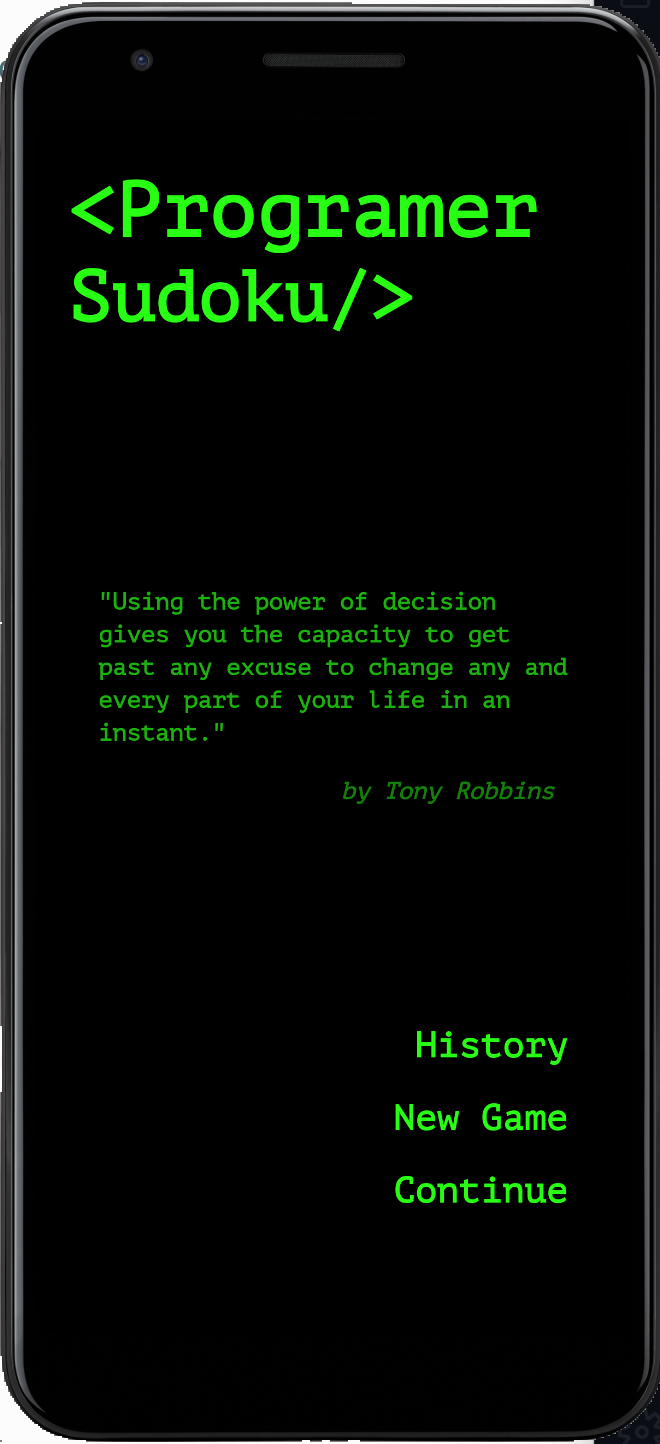 <Programer
Sudoku/>
"Using the power of decision
gives you the capacity to get
past any excuse to change any and
every part of your life in an
instant."
by Tony Robbins
History
New Game
Continue